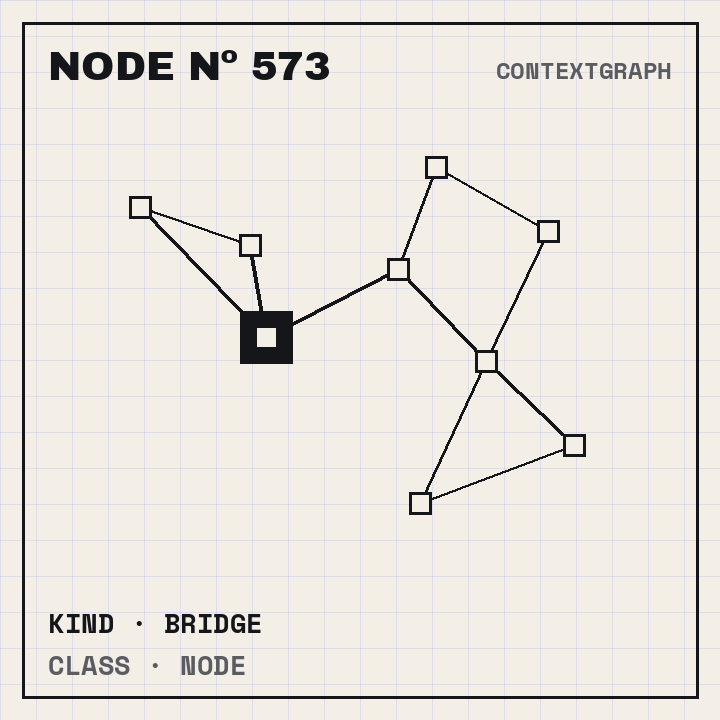 NODE Nº 573
CONTEXTGRAPH
KIND · BRIDGE
CLASS · NODE